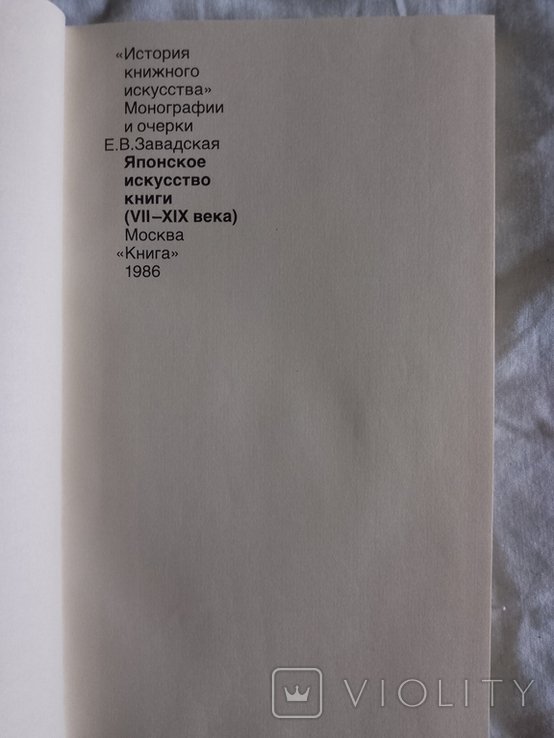 «История
книжного
искусства»
Монографии
и очерки
Е.В.Завадская
Японское
искусство
книги
(VII–XIX века)
Москва
«Книга»
1986
VIOLITY